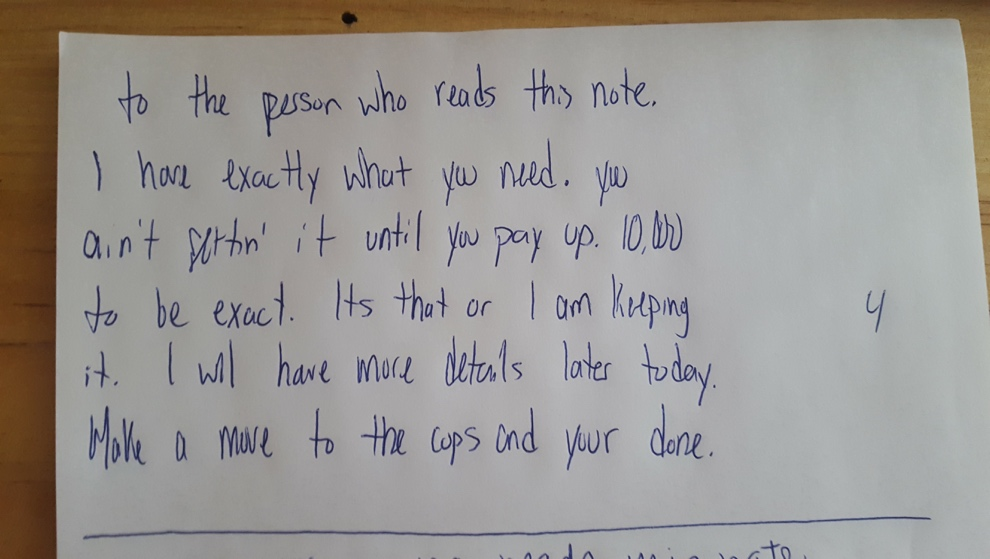 to the person who reads this note.
I have exactly what you need. you
ain't gettin' it until you pay up. 10,000
to be exact. Its that or I am keeping
4
it. I will have more details later today.
Make a move to the cops and your done.